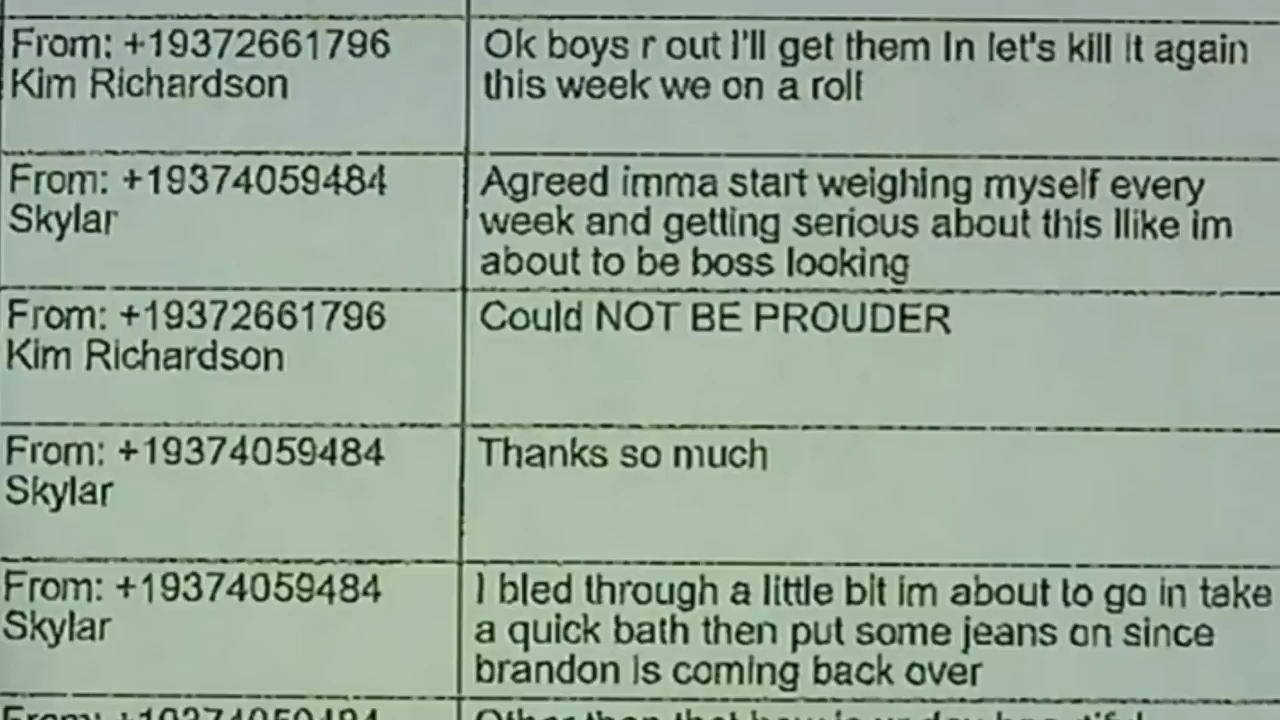 From: +19372661796
Kim Richardson
Ok boys r out I'll get them In let's kill it again
this week we on a roll
From: +19374059484
Skylar
Agreed imma start weighing myself every
week and getting serious about this llike im
about to be boss looking
From: +19372661796
Kim Richardson
Could NOT BE PROUDER
From: +19374059484
Skylar
Thanks so much
From: +19374059484
Skylar
I bled through a little bit im about to go in take
a quick bath then put some jeans on since
brandon is coming back over
From: +19374059484